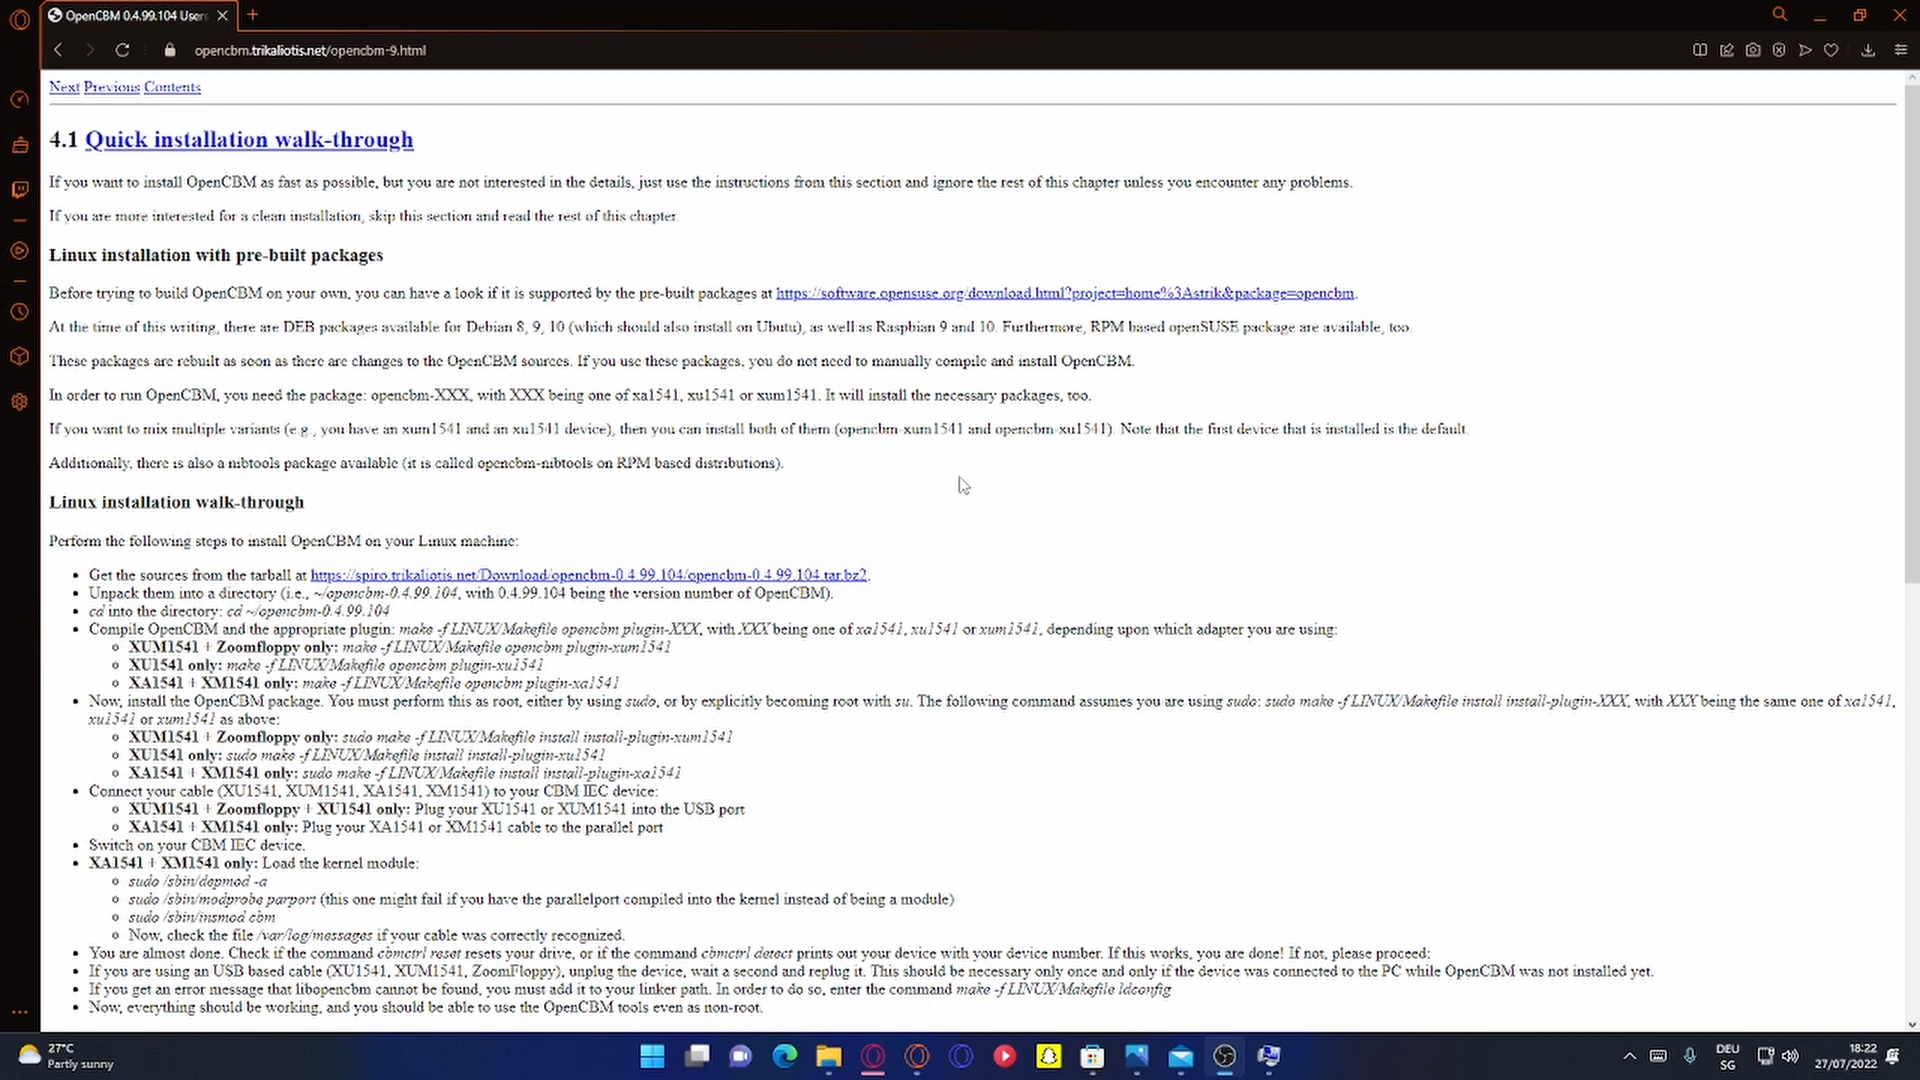 OpenCBM 0.4.99.104 Users
opencbm.trikaliotis.net/opencbm-9.html
Next Previous Contents
4.1 Quick installation walk-through
If you want to install OpenCBM as fast as possible, but you are not interested in the details, just use the instructions from this section and ignore the rest of this chapter unless you encounter any problems.
If you are more interested for a clean installation, skip this section and read the rest of this chapter.
Linux installation with pre-built packages
Before trying to build OpenCBM on your own, you can have a look if it is supported by the pre-built packages at https://software.opensuse.org/download.html?project=home%3Astrik&package=opencbm.
At the time of this writing, there are DEB packages available for Debian 8, 9, 10 (which should also install on Ubutu), as well as Raspbian 9 and 10. Furthermore, RPM based openSUSE package are available, too.
These packages are rebuilt as soon as there are changes to the OpenCBM sources. If you use these packages, you do not need to manually compile and install OpenCBM.
In order to run OpenCBM, you need the package: opencbm-XXX, with XXX being one of xa1541, xu1541 or xum1541. It will install the necessary packages, too.
If you want to mix multiple variants (e.g., you have an xum1541 and an xu1541 device), then you can install both of them (opencbm-xum1541 and opencbm-xu1541). Note that the first device that is installed is the default.
Additionally, there is also a nibtools package available (it is called opencbm-nibtools on RPM based distributions).
Linux installation walk-through
Perform the following steps to install OpenCBM on your Linux machine:
Get the sources from the tarball at https://spiro.trikaliotis.net/Download/opencbm-0.4.99.104/opencbm-0.4.99.104.tar.bz2.
Unpack them into a directory (i.e., ~/opencbm-0.4.99.104, with 0.4.99.104 being the version number of OpenCBM).
cd into the directory: cd ~/opencbm-0.4.99.104
Compile OpenCBM and the appropriate plugin: make -f LINUX/Makefile opencbm plugin-XXX, with XXX being one of xa1541, xu1541 or xum1541, depending upon which adapter you are using:
XUM1541 + Zoomfloppy only: make -f LINUX/Makefile opencbm plugin-xum1541
XU1541 only: make -f LINUX/Makefile opencbm plugin-xu1541
XA1541 + XM1541 only: make -f LINUX/Makefile opencbm plugin-xa1541
Now, install the OpenCBM package. You must perform this as root, either by using sudo, or by explicitly becoming root with su. The following command assumes you are using sudo: sudo make -f LINUX/Makefile install install-plugin-XXX, with XXX being the same one of xa1541,
xu1541 or xum1541 as above:
XUM1541 + Zoomfloppy only: sudo make -f LINUX/Makefile install install-plugin-xum1541
XU1541 only: sudo make -f LINUX/Makefile install install-plugin-xu1541
XA1541 + XM1541 only: sudo make -f LINUX/Makefile install install-plugin-xa1541
Connect your cable (XU1541, XUM1541, XA1541, XM1541) to your CBM IEC device:
XUM1541 + Zoomfloppy + XU1541 only: Plug your XU1541 or XUM1541 into the USB port
XA1541 + XM1541 only: Plug your XA1541 or XM1541 cable to the parallel port
Switch on your CBM IEC device.
XA1541 + XM1541 only: Load the kernel module:
sudo /sbin/depmod -a
sudo /sbin/modprobe parport (this one might fail if you have the parallelport compiled into the kernel instead of being a module)
sudo /sbin/insmod cbm
Now, check the file /var/log/messages if your cable was correctly recognized.
You are almost done. Check if the command cbmctrl reset resets your drive, or if the command cbmctrl detect prints out your device with your device number. If this works, you are done! If not, please proceed:
If you are using an USB based cable (XU1541, XUM1541, ZoomFloppy), unplug the device, wait a second and replug it. This should be necessary only once and only if the device was connected to the PC while OpenCBM was not installed yet.
If you get an error message that libopencbm cannot be found, you must add it to your linker path. In order to do so, enter the command make -f LINUX/Makefile ldconfig
Now, everything should be working, and you should be able to use the OpenCBM tools even as non-root.
27°C
Partly sunny
DEU
SG
18:22
27/07/2022